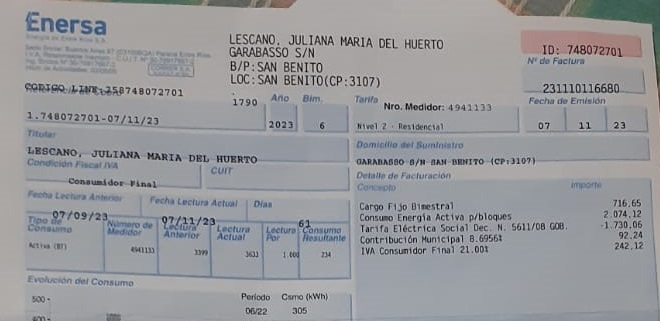 Enersa
Energía de Entre Ríos S.A.
LESCANO, JULIANA MARIA DEL HUERTO
GARABASSO S/N
B/P:SAN BENITO
LOC:SAN BENITO(CP:3107)
ID: 748072701
Nº de Factura
231110116680
CODIGO LINK:258748072701
1790
Año
Bim.
Tarifa
Nro. Medidor: 4941133
Fecha de Emisión
1.748072701-07/11/23
2023
6
Nivel 2 - Residencial
07
11
23
Titular
Domicilio del Suministro
LESCANO, JULIANA MARIA DEL HUERTO
GARABASSO S/N SAN BENITO (CP:3107)
Condición Fiscal IVA
CUIT
Detalle de Facturación
Consumidor Final
Concepto
Importe
Fecha Lectura Anterior
Fecha Lectura Actual
Días
Cargo Fijo Bimestral
716,65
07/09/23
07/11/23
61
Consumo Energía Activa p/bloques
2.074,12
Tipo de Consumo
Número de Medidor
Lectura Anterior
Lectura Actual
Lectura Por
Consumo Resultante
Tarifa Eléctrica Social Dec. N. 5611/08 GOB.
-1.730,06
Contribución Municipal 8.6956%
92,24
Activa (BT)
4941133
3399
3633
1.000
234
IVA Consumidor Final 21.00%
242,12
Evolución del Consumo
Período
Csmo (kWh)
500
06/22
305
400